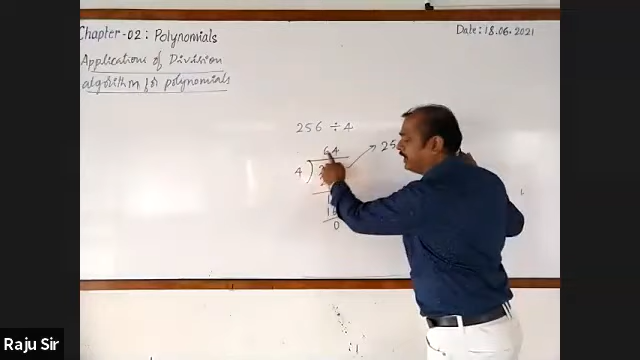 Chapter-02: Polynomials
Date: 18.06.2021
Applications of Division
algorithm for polynomials
256 ÷ 4
64
4
0
Raju Sir